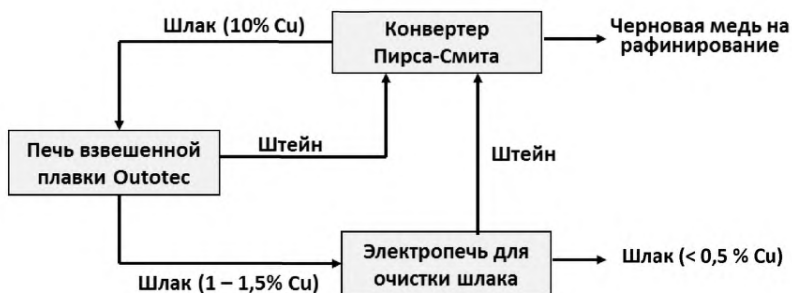 Шлак (10% Cu)
Конвертер
Пирса-Смита
Черновая медь на
рафинирование
Печь взвешенной
плавки Outotec
Штейн
Штейн
Шлак (1 – 1,5% Cu)
Электропечь для
очистки шлака
Шлак (< 0,5 % Cu)